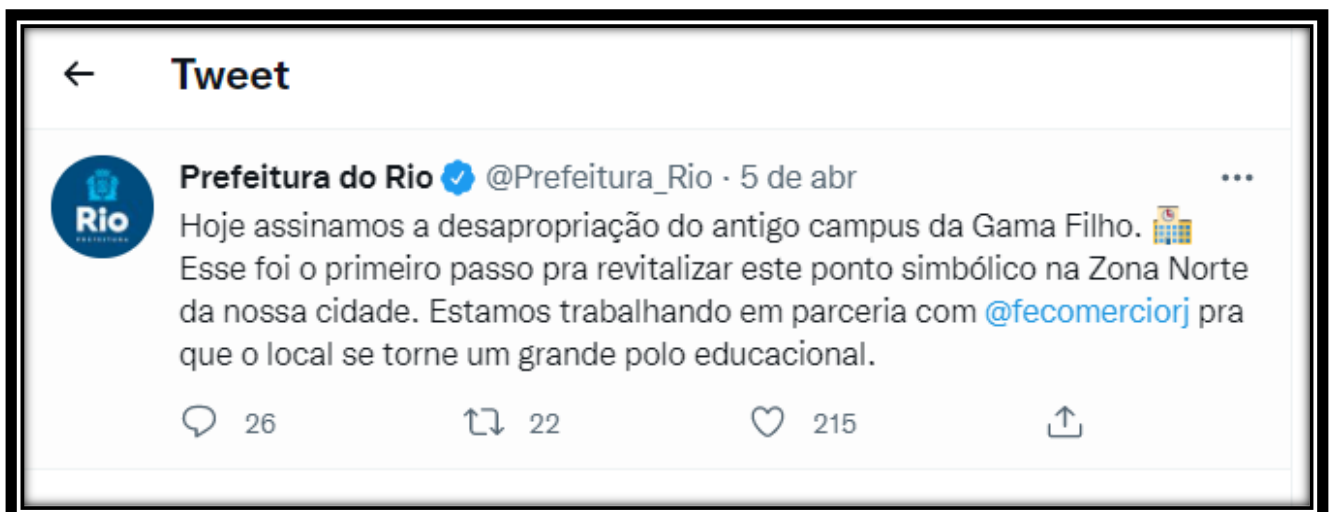 Tweet
Rio
PREFEITURA
Prefeitura do Rio @Prefeitura_Rio · 5 de abr
Hoje assinamos a desapropriação do antigo campus da Gama Filho.
Esse foi o primeiro passo pra revitalizar este ponto simbólico na Zona Norte
da nossa cidade. Estamos trabalhando em parceria com @fecomerciorj pra
que o local se torne um grande polo educacional.
26 22 215